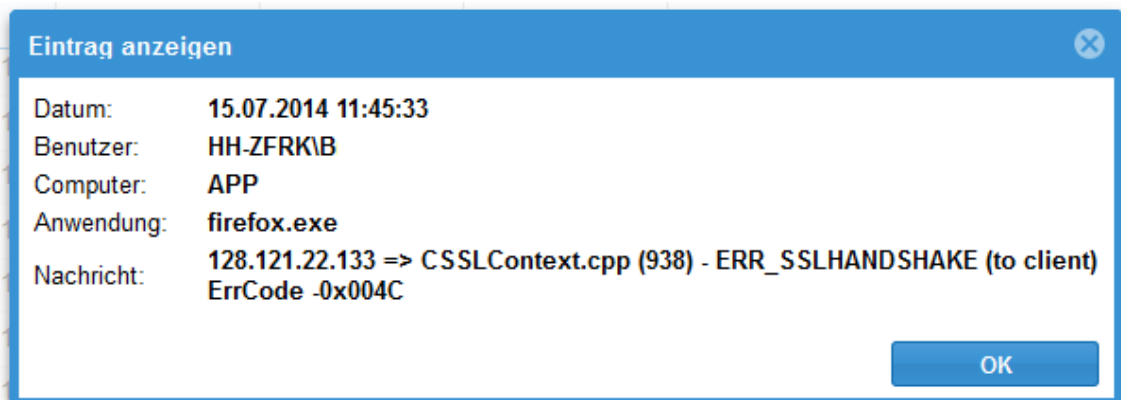 Eintrag anzeigen
Datum: 15.07.2014 11:45:33
Benutzer: HH-ZFRK\B
Computer: APP
Anwendung: firefox.exe
Nachricht: 128.121.22.133 => CSSLContext.cpp (938) - ERR_SSLHANDSHAKE (to client)
ErrCode -0x004C
OK